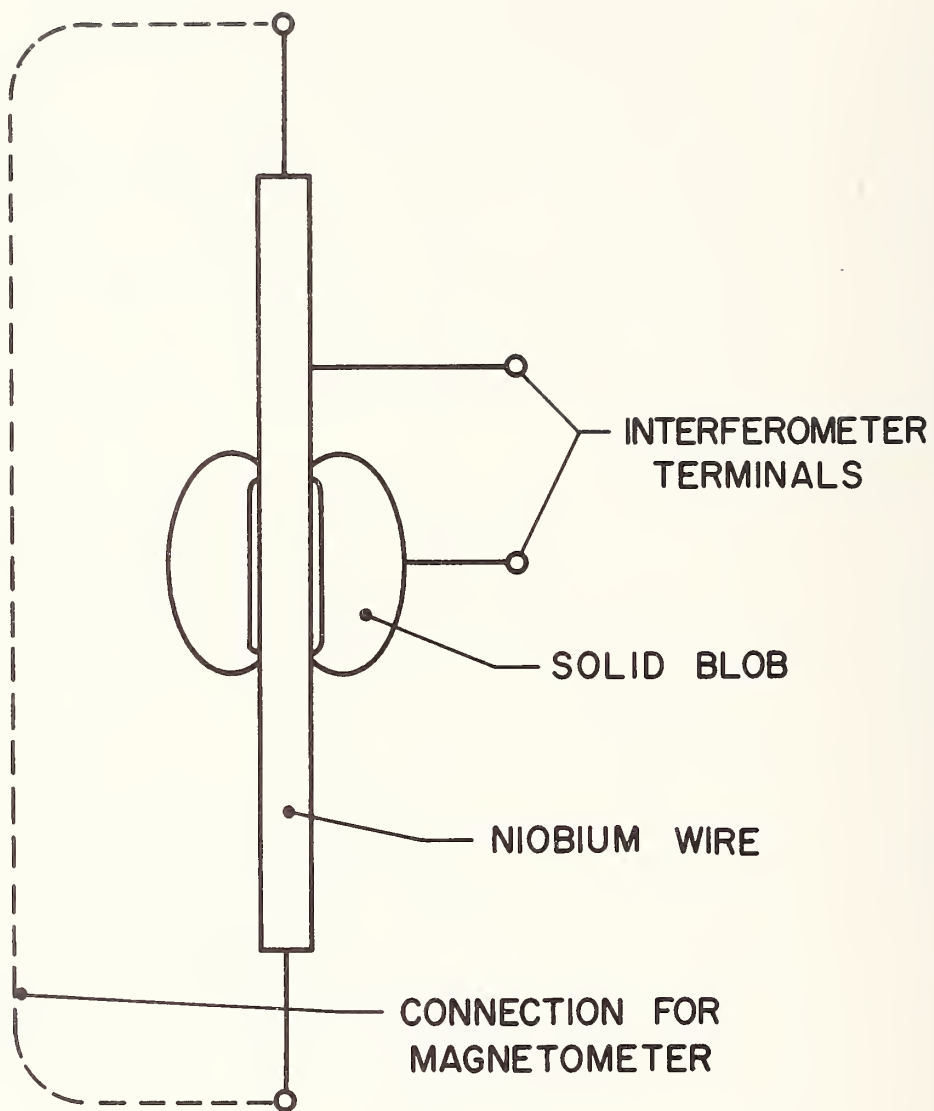 INTERFEROMETER
TERMINALS
SOLID BLOB
NIOBIUM WIRE
CONNECTION FOR
MAGNETOMETER